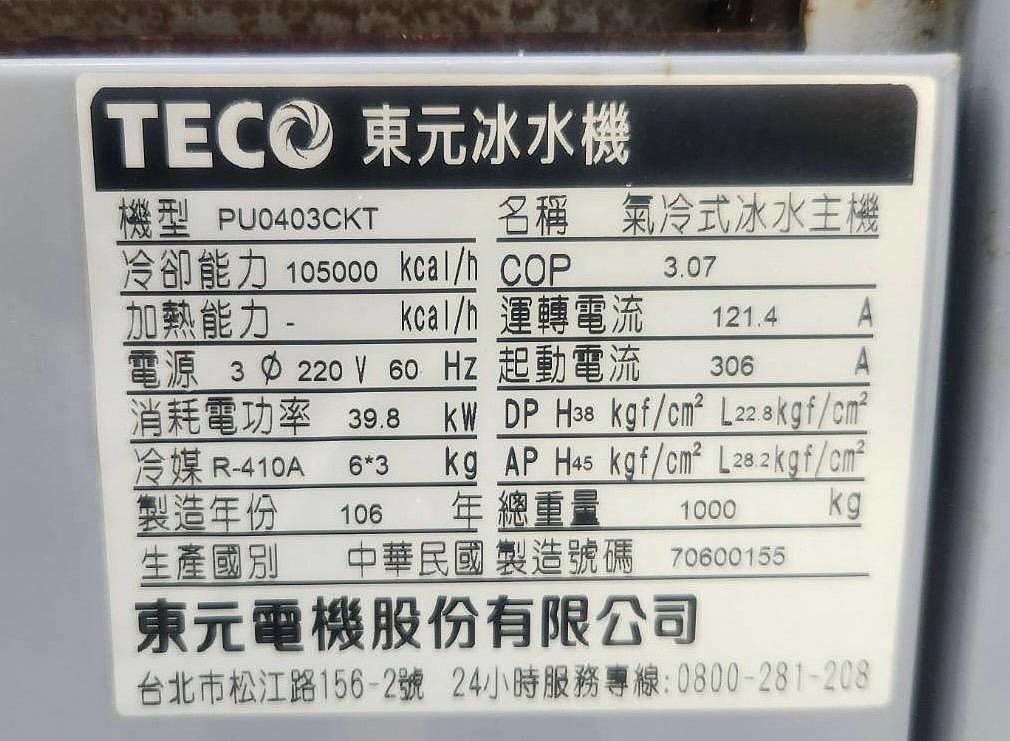 TECO 東元冰水機
機型 PU0403CKT 名稱 氣冷式冰水主機
冷卻能力 105000 kcal/h COP 3.07
加熱能力 - kcal/h 運轉電流 121.4 A
電源 3 Φ 220 V 60 Hz 起動電流 306 A
消耗電功率 39.8 kW DP H38 kgf/cm² L22.8 kgf/cm²
冷媒 R-410A 6*3 kg AP H45 kgf/cm² L28.2 kgf/cm²
製造年份 106 年 總重量 1000 kg
生產國別 中華民國 製造號碼 70600155
東元電機股份有限公司
台北市松江路156-2號 24小時服務專線:0800-281-208